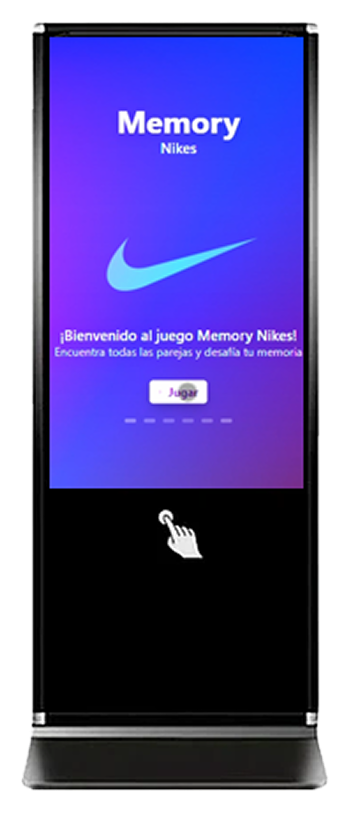 Memory
Nikes
¡Bienvenido al juego Memory Nikes!
Encuentra todas las parejas y desafía tu memoria
Jugar